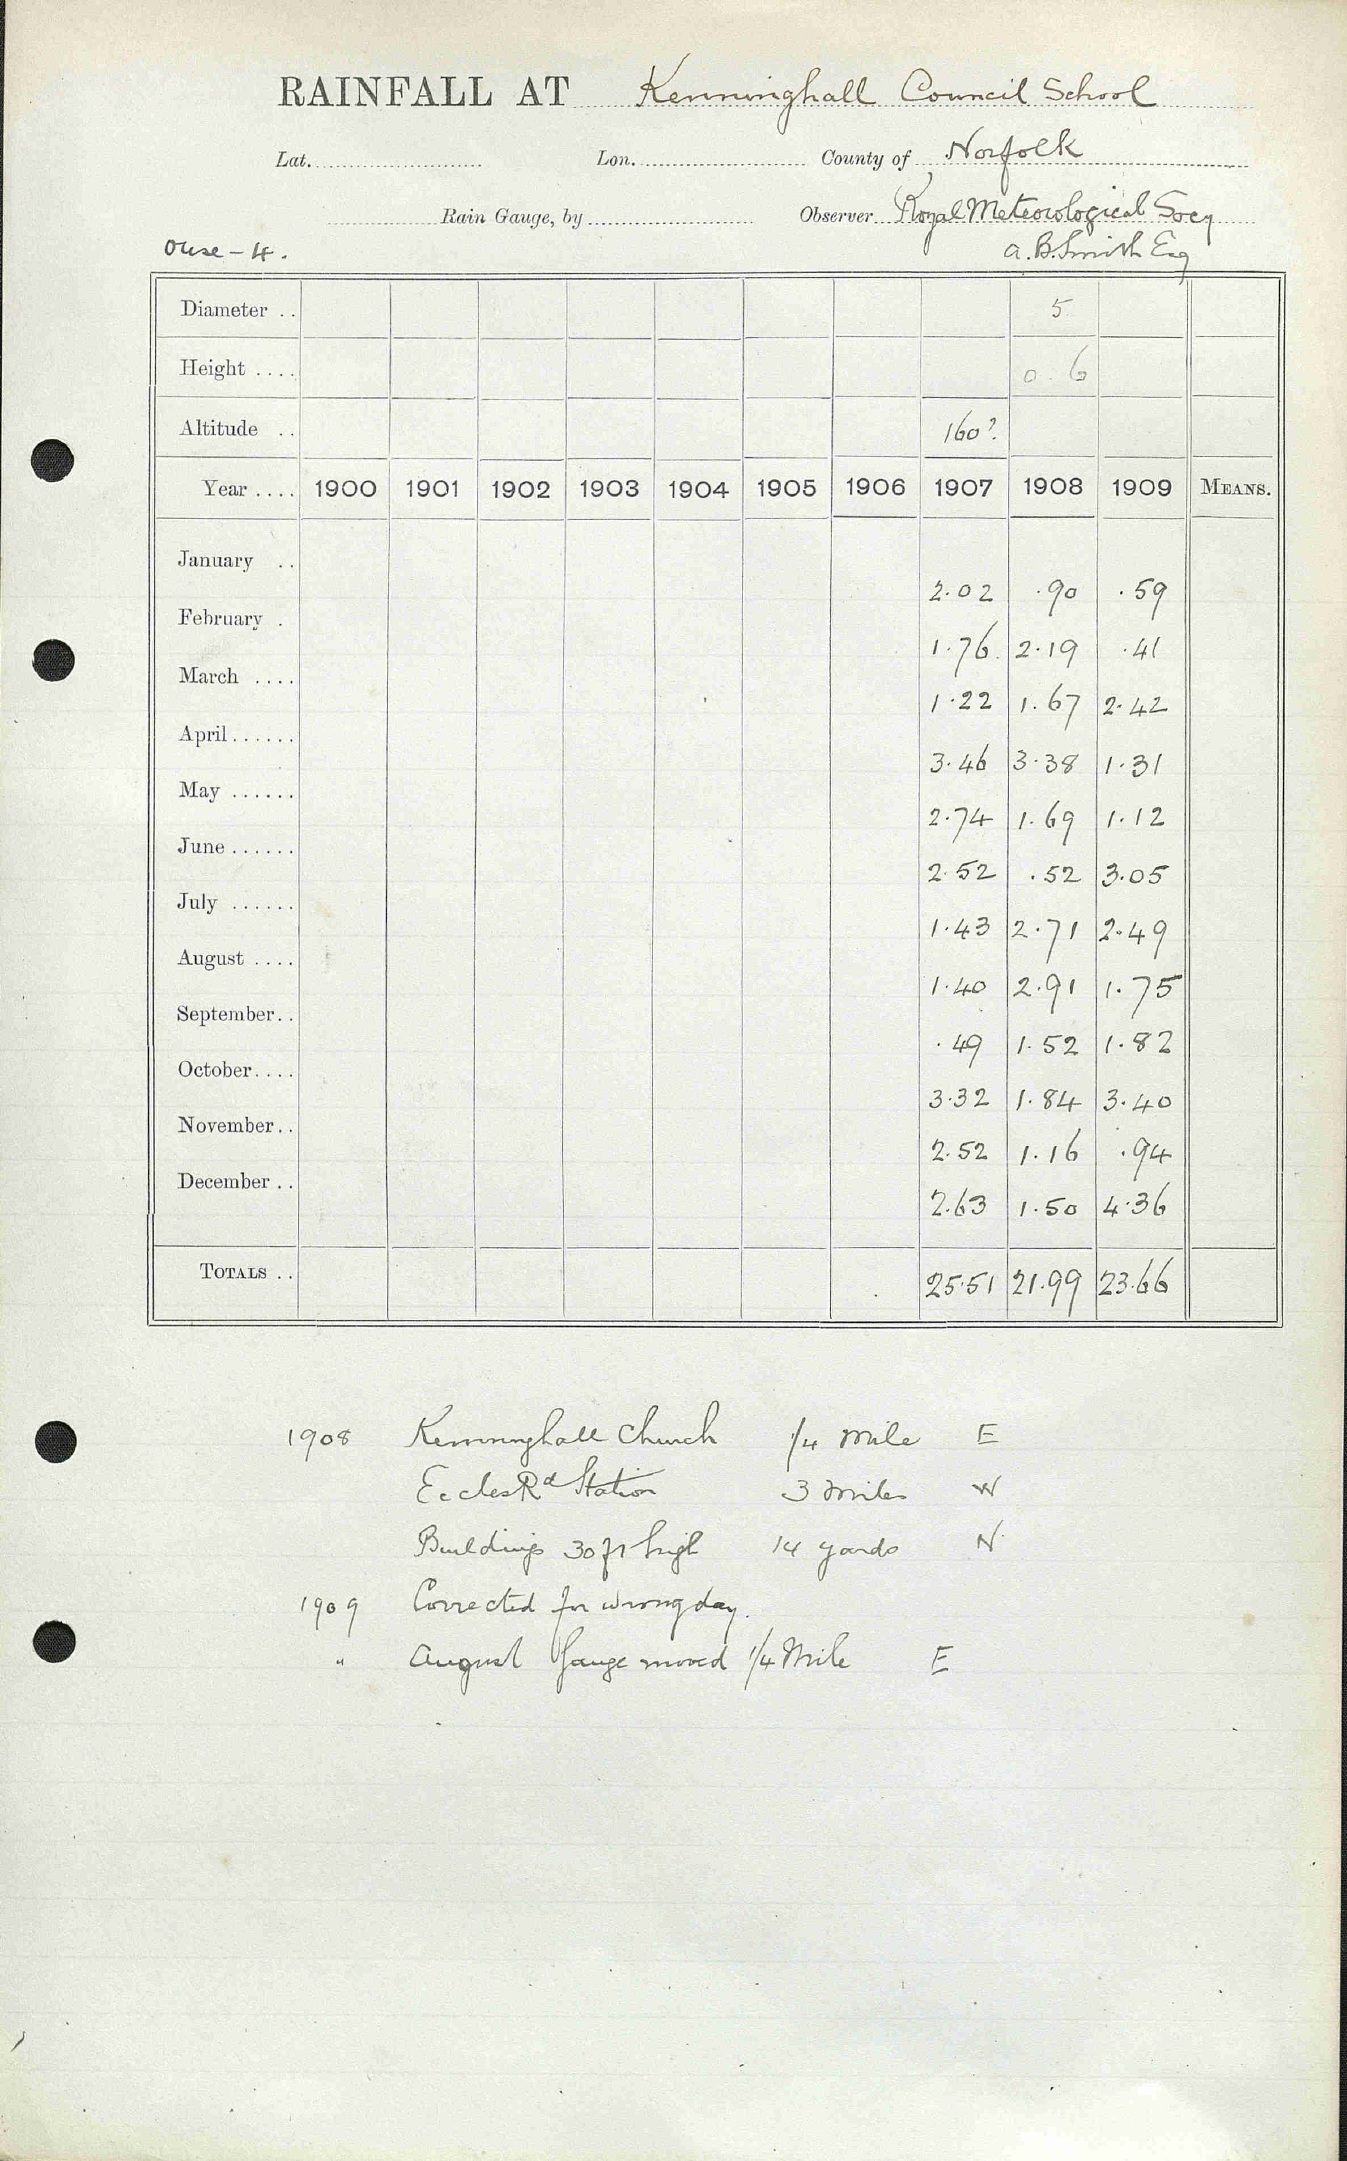 RAINFALL AT Kenninghall Council School
Lat. Lon. County of Norfolk
Rain Gauge, by Observer Royal Meteorological Socy
Ouse - 4. A. B. Smith Esq
Diameter .. 5
Height .... 0. 6
Altitude .. 160?
Year .... 1900 1901 1902 1903 1904 1905 1906 1907 1908 1909 MEANS.
January ..
2.02 .90 .59
February .
1.76 2.19 .41
March ....
1.22 1.67 2.42
April ......
3.46 3.38 1.31
May ......
2.74 1.69 1.12
June ......
2.52 .52 3.05
July ......
1.43 2.71 2.49
August ....
1.40 2.91 1.75
September..
.49 1.52 1.82
October....
3.32 1.84 3.40
November..
2.52 1.16 .94
December ..
2.63 1.50 4.36
TOTALS .. 25.51 21.99 23.66
1908 Kenninghall Church 1/4 mile E
Eccles Rd Station 3 miles W
Buildings 30 ft high 14 yards N
1909 Corrected for wrong day.
" August Gauge moved 1/4 Mile E